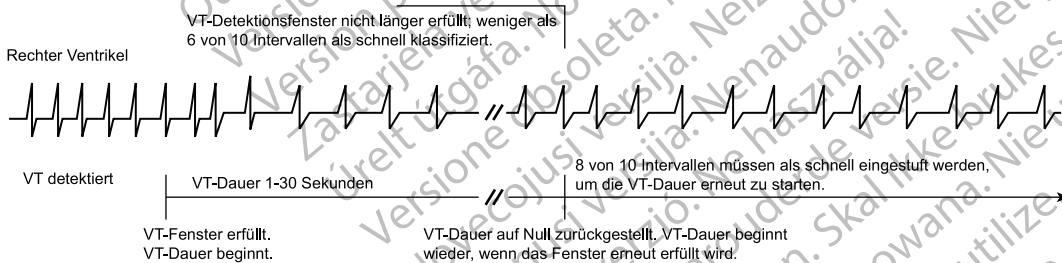 VT-Detektionsfenster nicht länger erfüllt; weniger als
6 von 10 Intervallen als schnell klassifiziert.
Rechter Ventrikel
VT detektiert
VT-Dauer 1-30 Sekunden
8 von 10 Intervallen müssen als schnell eingestuft werden,
um die VT-Dauer erneut zu starten.
VT-Fenster erfüllt.
VT-Dauer beginnt.
VT-Dauer auf Null zurückgestellt. VT-Dauer beginnt
wieder, wenn das Fenster erneut erfüllt wird.